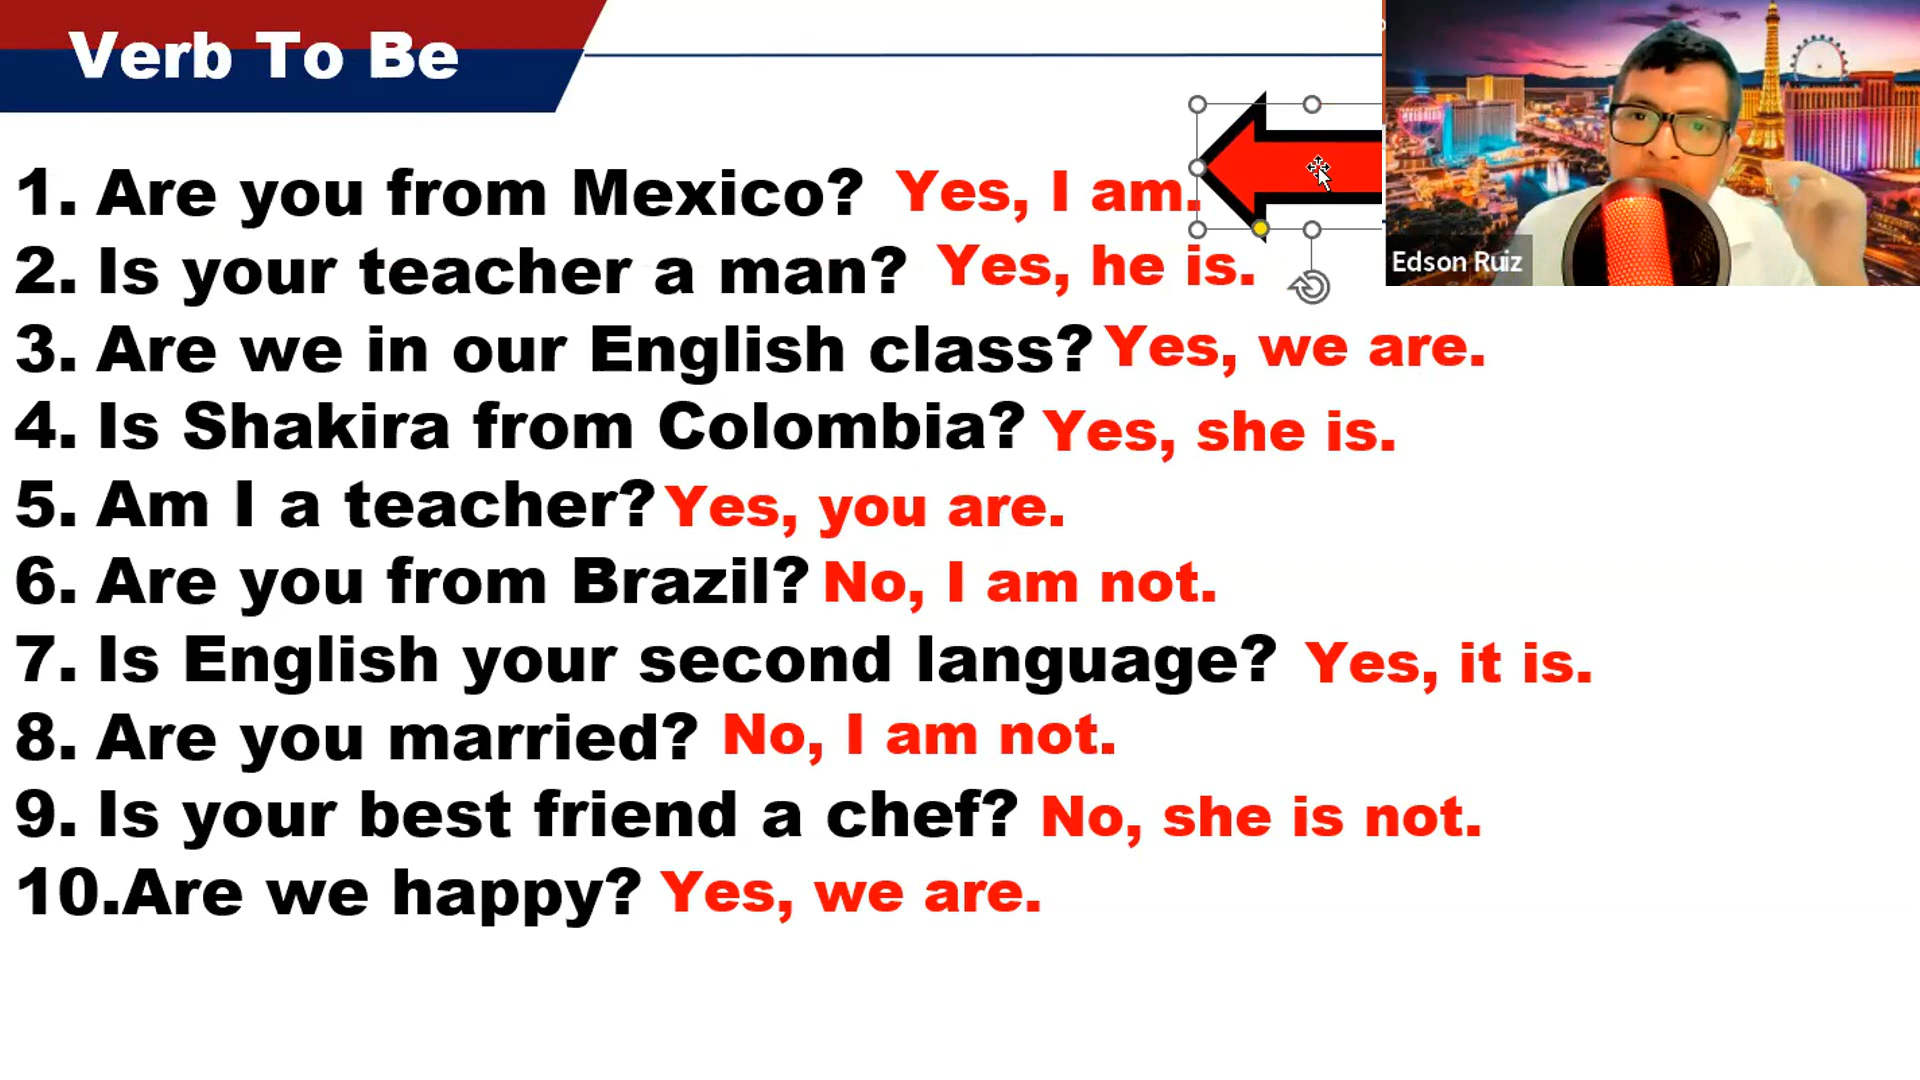 Verb To Be
1. Are you from Mexico? Yes, I am.
2. Is your teacher a man? Yes, he is.
3. Are we in our English class? Yes, we are.
4. Is Shakira from Colombia? Yes, she is.
5. Am I a teacher? Yes, you are.
6. Are you from Brazil? No, I am not.
7. Is English your second language? Yes, it is.
8. Are you married? No, I am not.
9. Is your best friend a chef? No, she is not.
10.Are we happy? Yes, we are.
Edson Ruiz